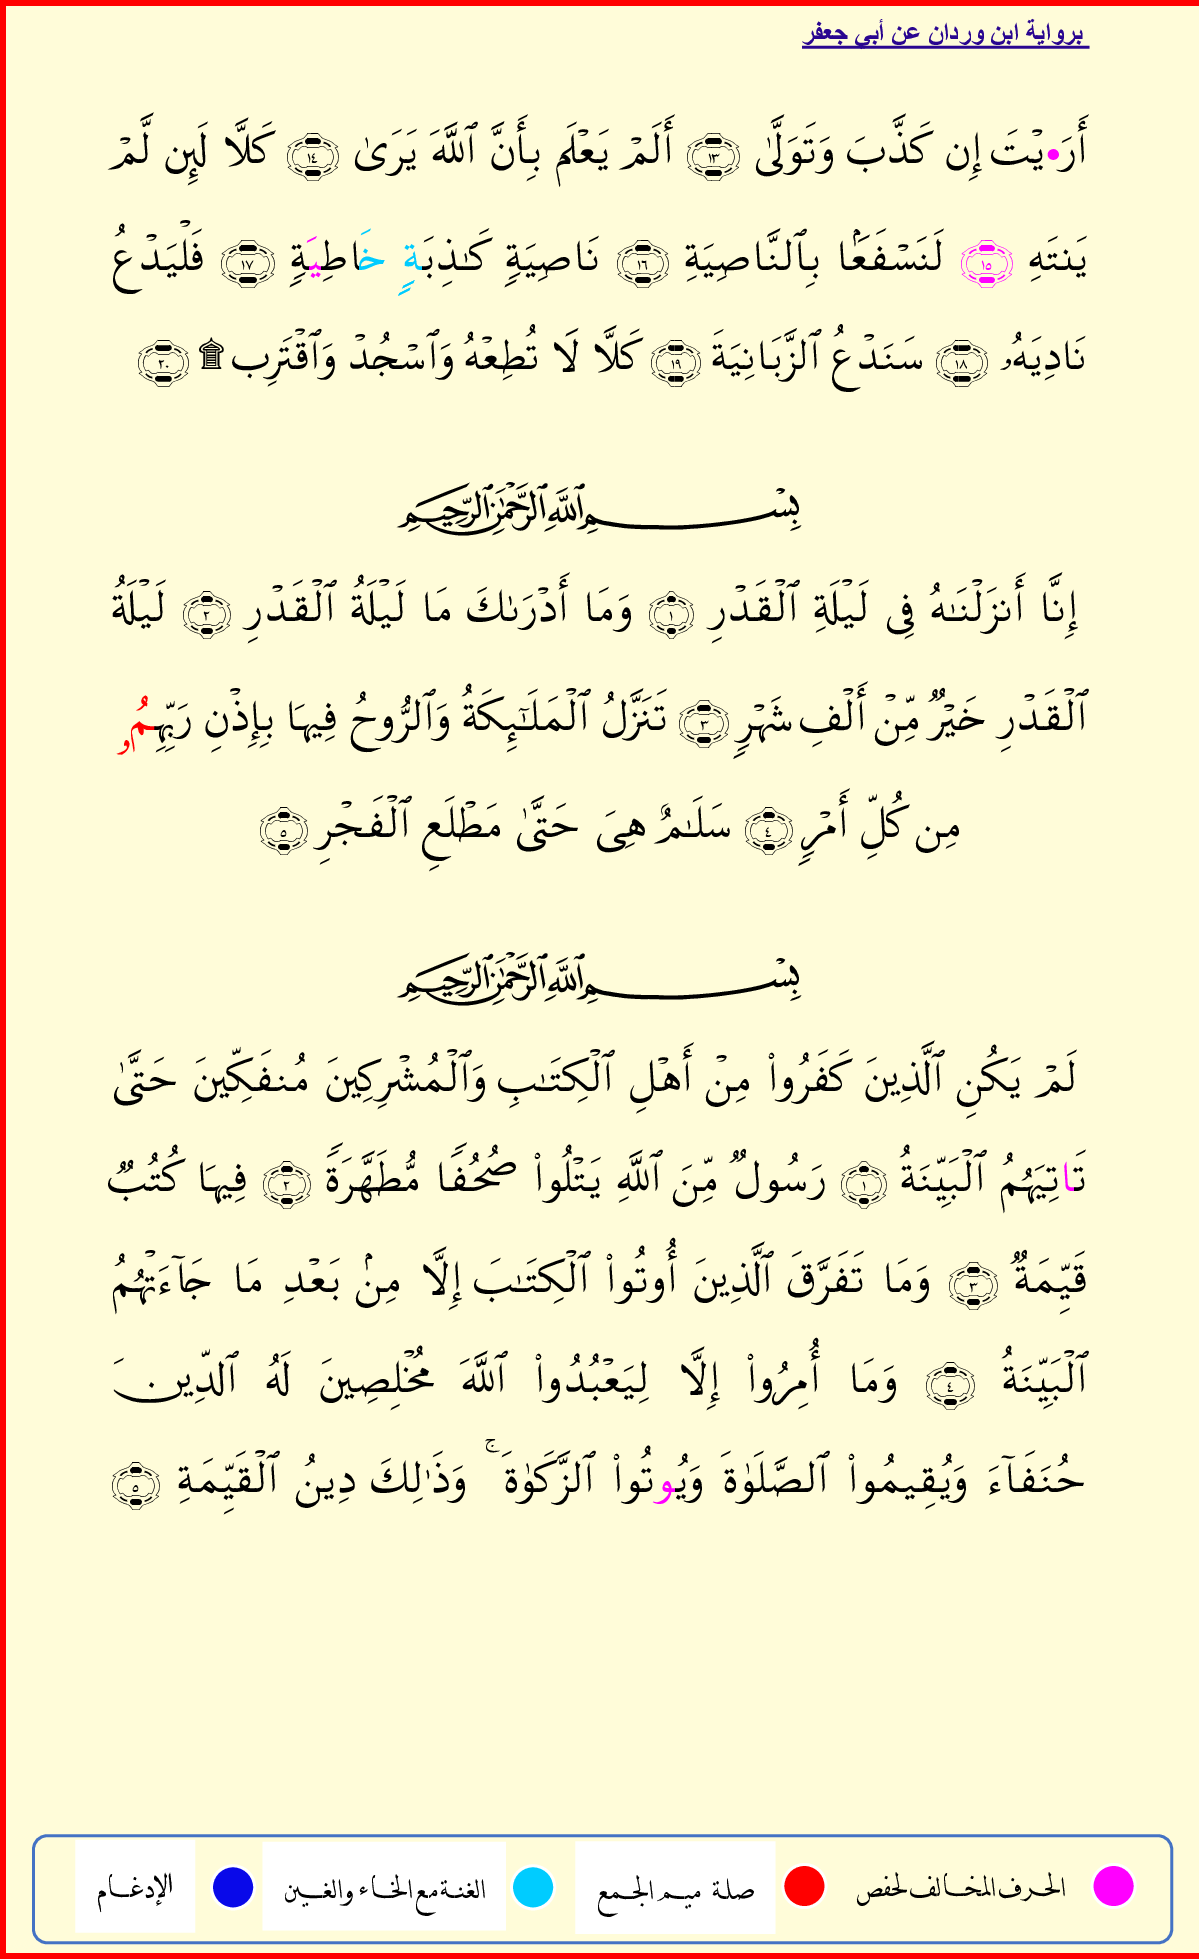 برواية ابن وردان عن أبي جعفر
أَرَ•يۡتَ إِن كَذَّبَ وَتَوَلَّىٰ ١٣ أَلَمۡ يَعۡلَم بِأَنَّ ٱللَّهَ يَرَىٰ ١٤ كَلَّا لَئِن لَّمۡ
يَنتَهِ ١٥ لَنَسۡفَعَۢا بِٱلنَّاصِيَةِ ١٦ نَاصِيَةٖ كَٰذِبَةٍ خَاطِيَةٖ ١٧ فَلۡيَدۡعُ
نَادِيَهُۥ ١٨ سَنَدۡعُ ٱلزَّبَانِيَةَ ١٩ كَلَّا لَا تُطِعۡهُ وَٱسۡجُدۡ وَٱقۡتَرِب۩ ٢٠
بِسۡمِ ٱللَّهِ ٱلرَّحۡمَٰنِ ٱلرَّحِيمِ
إِنَّا أَنزَلۡنَٰهُ فِي لَيۡلَةِ ٱلۡقَدۡرِ ١ وَمَا أَدۡرَىٰكَ مَا لَيۡلَةُ ٱلۡقَدۡرِ ٢ لَيۡلَةُ
ٱلۡقَدۡرِ خَيۡرٞ مِّنۡ أَلۡفِ شَهۡرٖ ٣ تَنَزَّلُ ٱلۡمَلَٰٓئِكَةُ وَٱلرُّوحُ فِيهَا بِإِذۡنِ رَبِّهِمُۥ
مِن كُلِّ أَمۡرٖ ٤ سَلَٰمٌ هِيَ حَتَّىٰ مَطۡلَعِ ٱلۡفَجۡرِ ٥
بِسۡمِ ٱللَّهِ ٱلرَّحۡمَٰنِ ٱلرَّحِيمِ
لَمۡ يَكُنِ ٱلَّذِينَ كَفَرُواْ مِنۡ أَهۡلِ ٱلۡكِتَٰبِ وَٱلۡمُشۡرِكِينَ مُنفَكِّينَ حَتَّىٰ
تَاتِيَهُمُ ٱلۡبَيِّنَةُ ١ رَسُولٞ مِّنَ ٱللَّهِ يَتۡلُواْ صُحُفٗا مُّطَهَّرَةٗ ٢ فِيهَا كُتُبٞ
قَيِّمَةٞ ٣ وَمَا تَفَرَّقَ ٱلَّذِينَ أُوتُواْ ٱلۡكِتَٰبَ إِلَّا مِنۢ بَعۡدِ مَا جَآءَتۡهُمُ
ٱلۡبَيِّنَةُ ٤ وَمَا أُمِرُواْ إِلَّا لِيَعۡبُدُواْ ٱللَّهَ مُخۡلِصِينَ لَهُ ٱلدِّينَ
حُنَفَآءَ وَيُقِيمُواْ ٱلصَّلَوٰةَ وَيُوتُواْ ٱلزَّكَوٰةَۚ وَذَٰلِكَ دِينُ ٱلۡقَيِّمَةِ ٥
الحرف المخالف لحفص صلة ميم الجمع الغنة مع الخاء والغين الإدغام